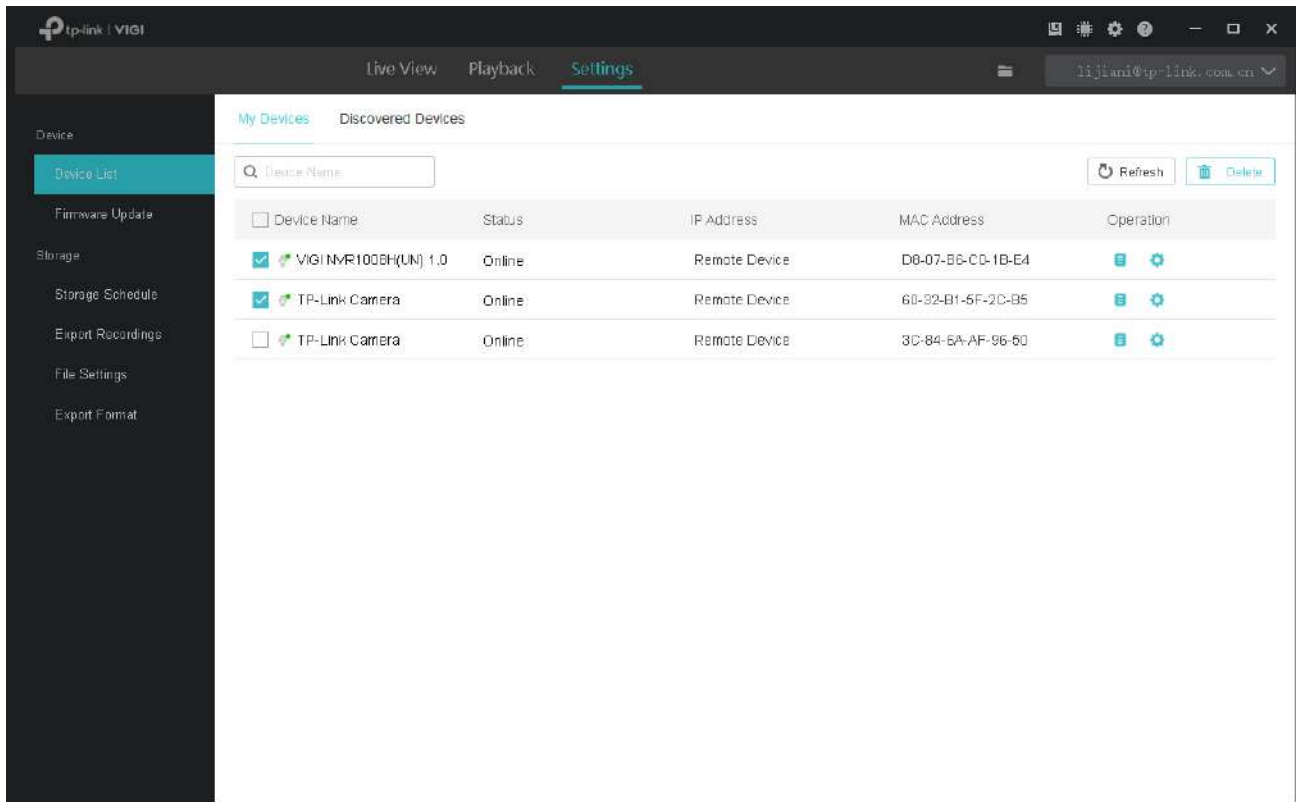 tp-link | VIGI
Live View Playback Settings lijiani@tp-link.com.cn
Device
Device List
Firmware Update
Storage
Storage Schedule
Export Recordings
File Settings
Export Format
My Devices Discovered Devices
Device Name Refresh Delete
Device Name Status IP Address MAC Address Operation
VIGI NVR1008H(UN) 1.0 Online Remote Device D8-07-B6-C0-1B-E4
TP-Link Camera Online Remote Device 60-32-B1-5F-2C-B5
TP-Link Camera Online Remote Device 3C-84-6A-AF-96-50